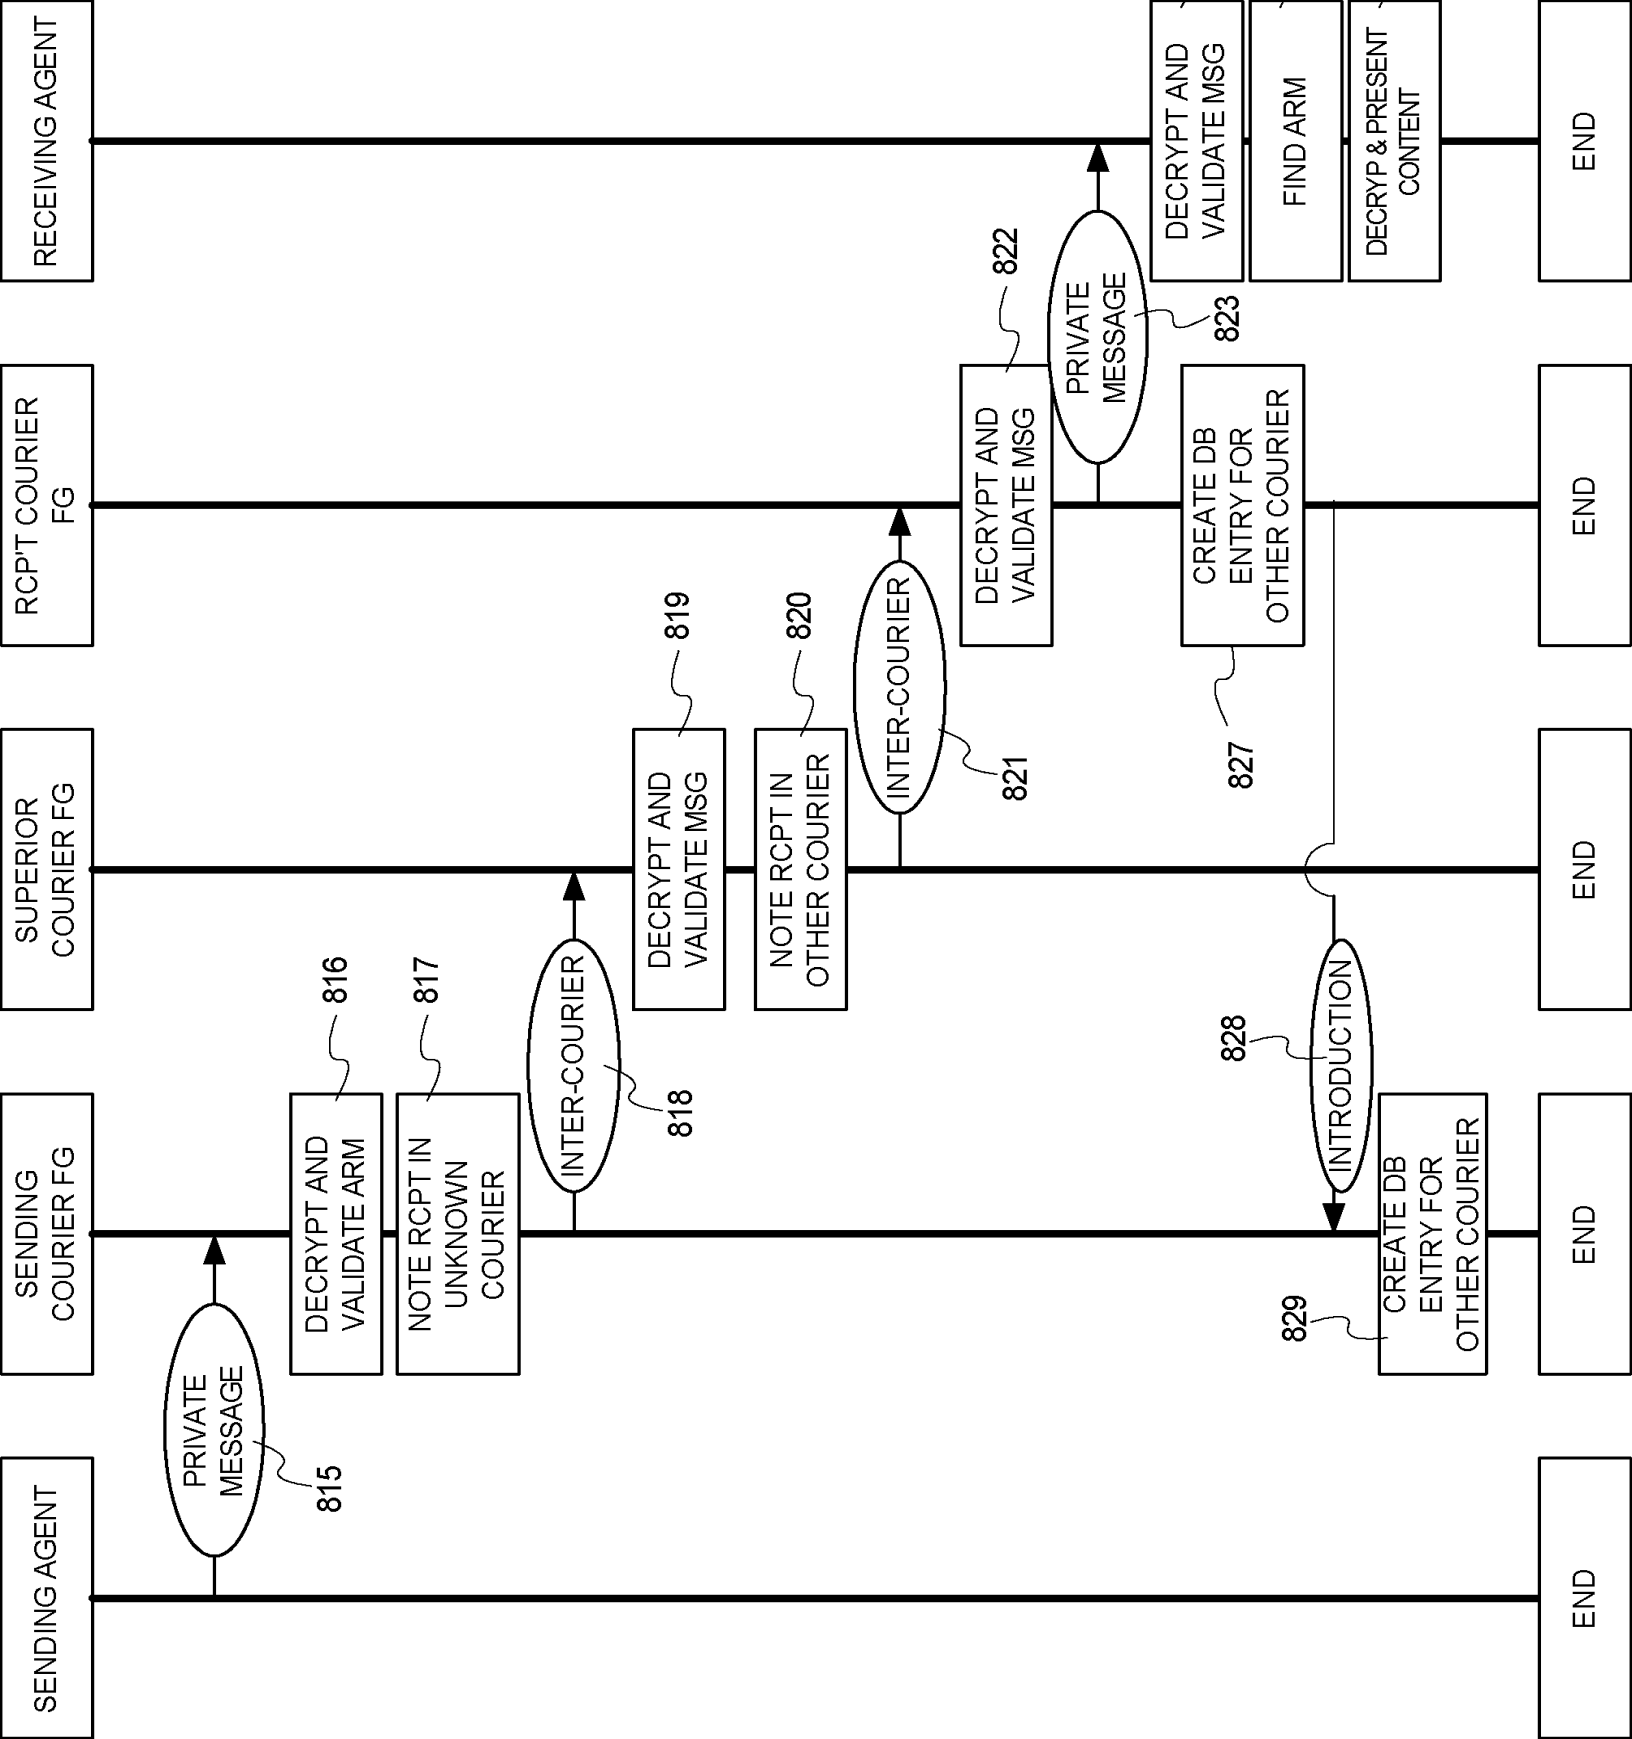 SENDING AGENT
SENDING
COURIER FG
SUPERIOR
COURIER FG
RCP'T COURIER
FG
RECEIVING AGENT
PRIVATE
MESSAGE
815
DECRYPT AND
VALIDATE ARM
816
NOTE RCPT IN
UNKNOWN
COURIER
817
INTER-COURIER
818
DECRYPT AND
VALIDATE MSG
819
NOTE RCPT IN
OTHER COURIER
820
INTER-COURIER
821
DECRYPT AND
VALIDATE MSG
822
PRIVATE
MESSAGE
823
DECRYPT AND
VALIDATE MSG
FIND ARM
DECRYP & PRESENT
CONTENT
CREATE DB
ENTRY FOR
OTHER COURIER
827
INTRODUCTION
828
CREATE DB
ENTRY FOR
OTHER COURIER
829
END
END
END
END
END